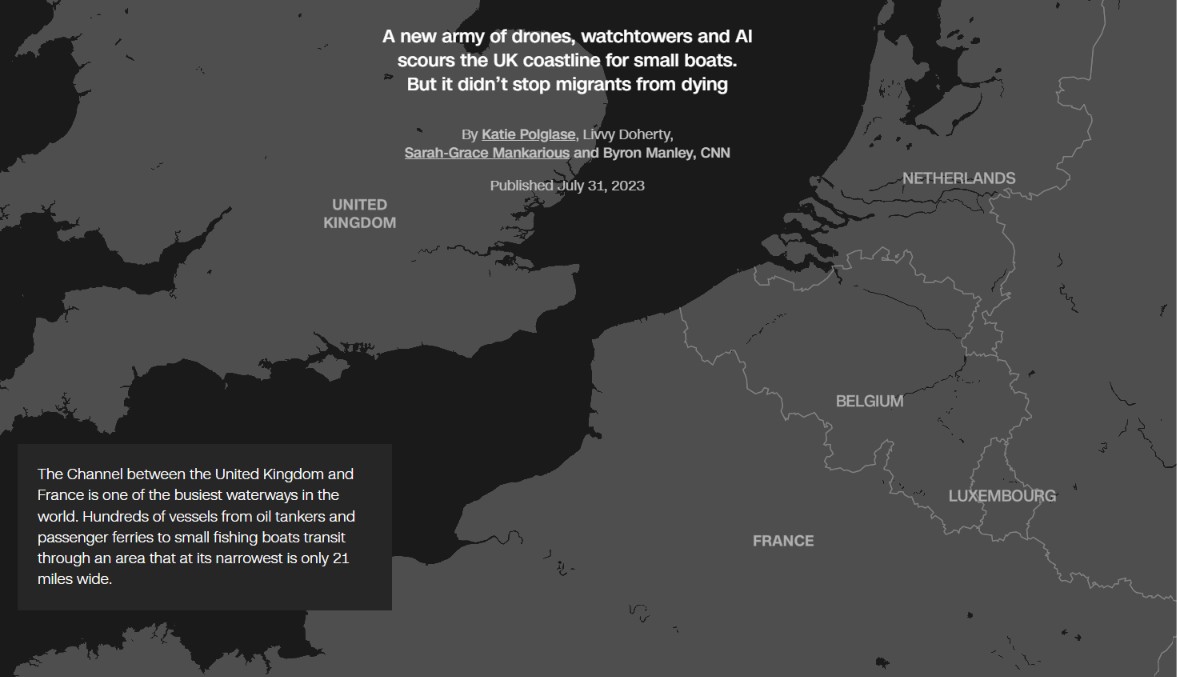 A new army of drones, watchtowers and AI
scours the UK coastline for small boats.
But it didn't stop migrants from dying
By Katie Polglase, Livvy Doherty,
Sarah-Grace Mankarious and Byron Manley, CNN
Published July 31, 2023
NETHERLANDS
UNITED
KINGDOM
BELGIUM
The Channel between the United Kingdom and
France is one of the busiest waterways in the
world. Hundreds of vessels from oil tankers and
passenger ferries to small fishing boats transit
through an area that at its narrowest is only 21
miles wide.
LUXEMBOURG
FRANCE